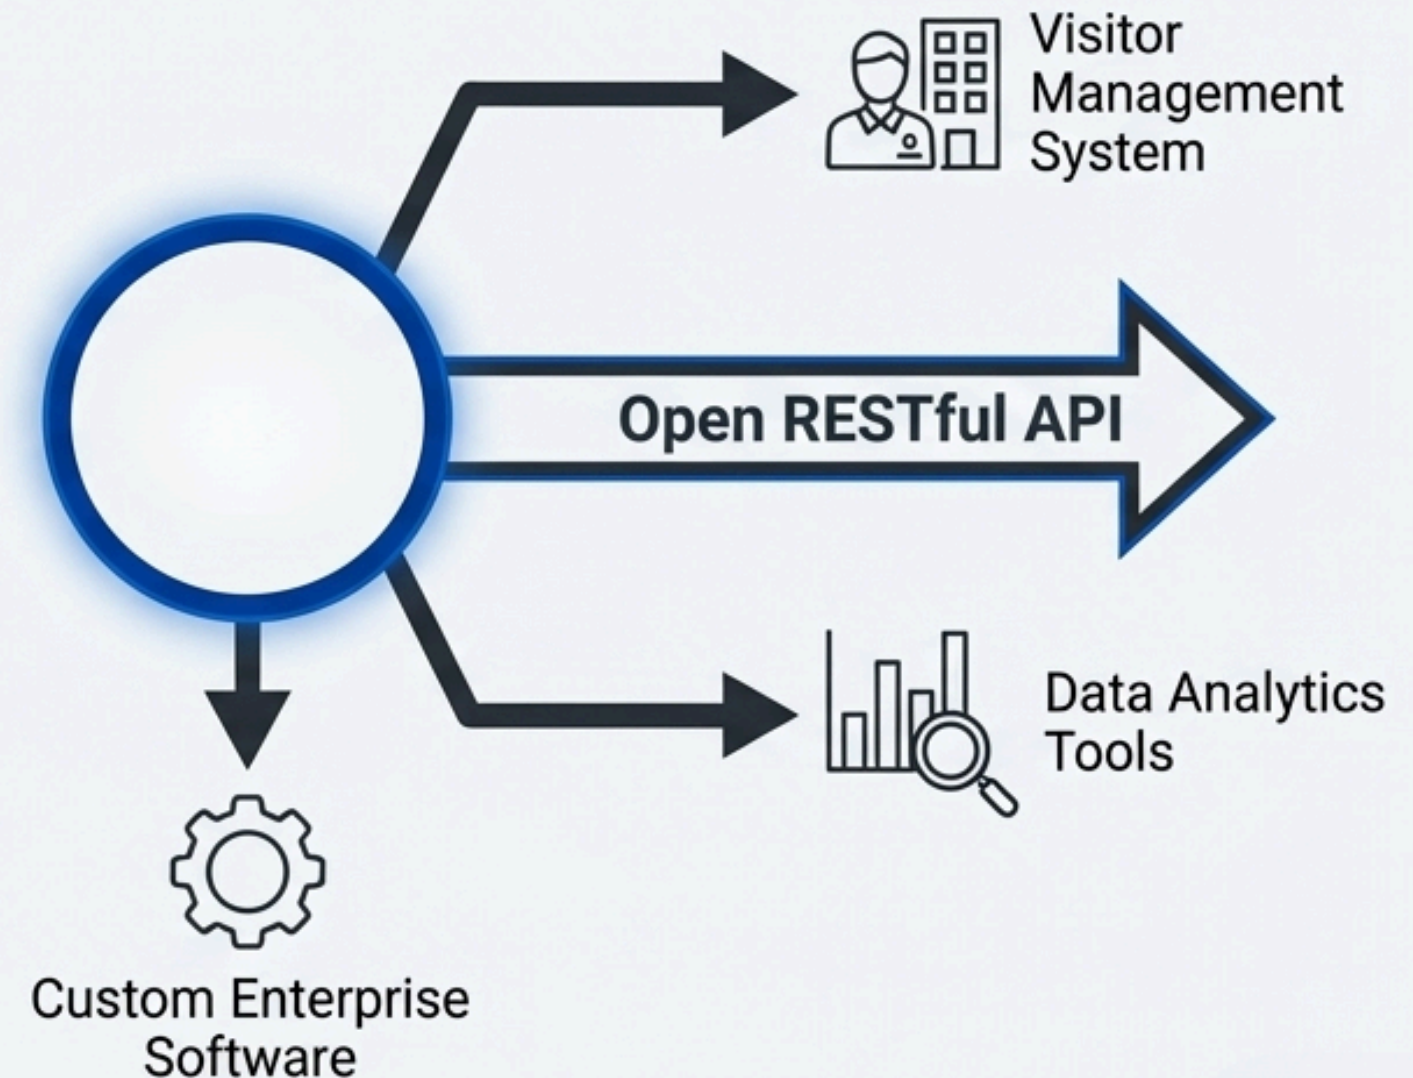 Visitor
Management
System
Open RESTful API
Data Analytics
Tools
Custom Enterprise
Software